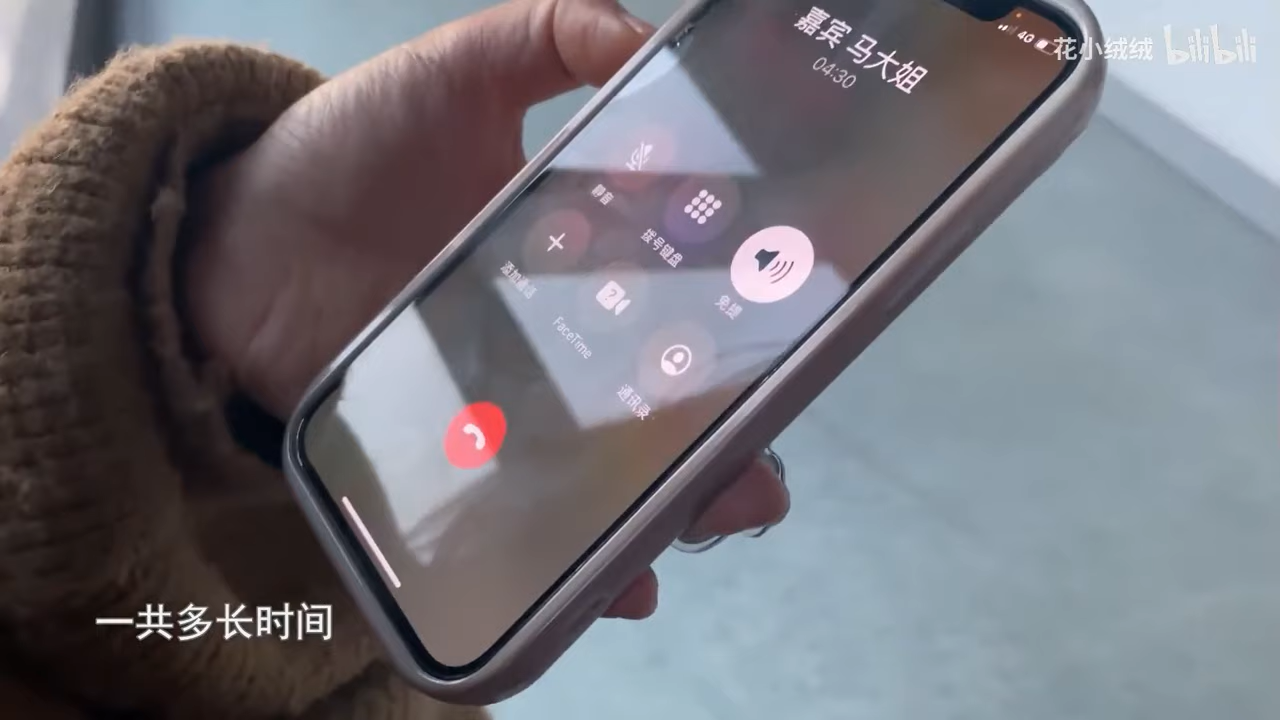 嘉宾 马大姐
04:30
4G
花小绒绒 bilibili
静音
拨号键盘
免提
添加通话
FaceTime
通讯录
一共多长时间